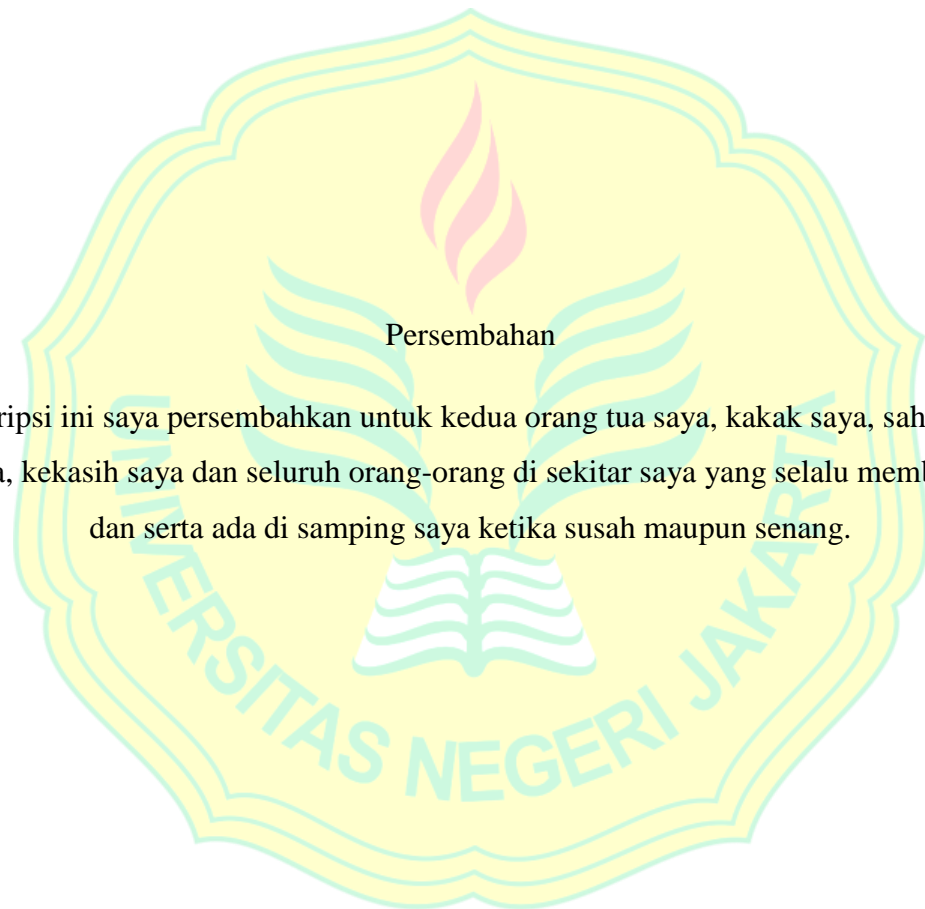 Persembahan
ripsi ini saya persembahkan untuk kedua orang tua saya, kakak saya, sah
, kekasih saya dan seluruh orang-orang di sekitar saya yang selalu mem
dan serta ada di samping saya ketika susah maupun senang.
UNIVERSITAS NEGERI JAKARTA